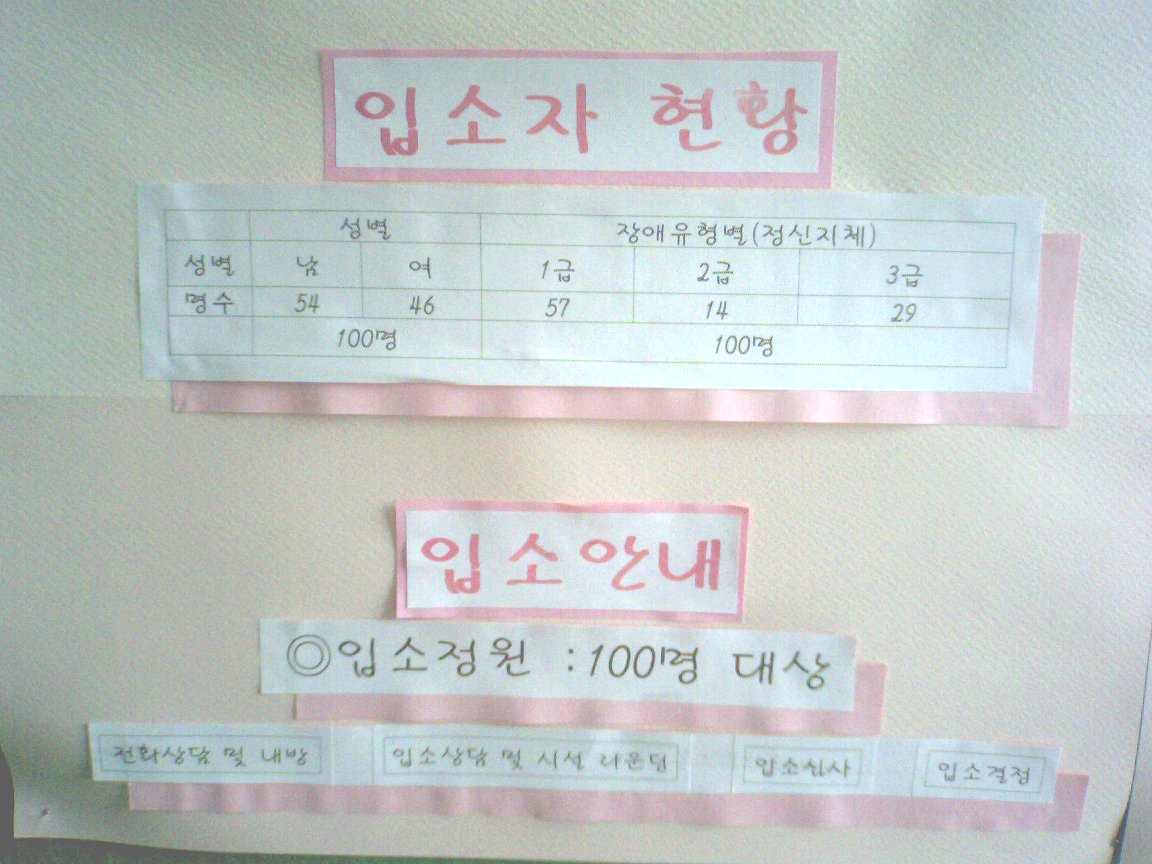 입소자 현황
성별 장애유형별(정신지체)
성별 남 여 1급 2급 3급
명수 54 46 57 14 29
100명 100명
입소안내
◎입소정원 :100명 대상
전화상담 및 내방 입소상담 및 시설 라운딩 입소심사 입소결정